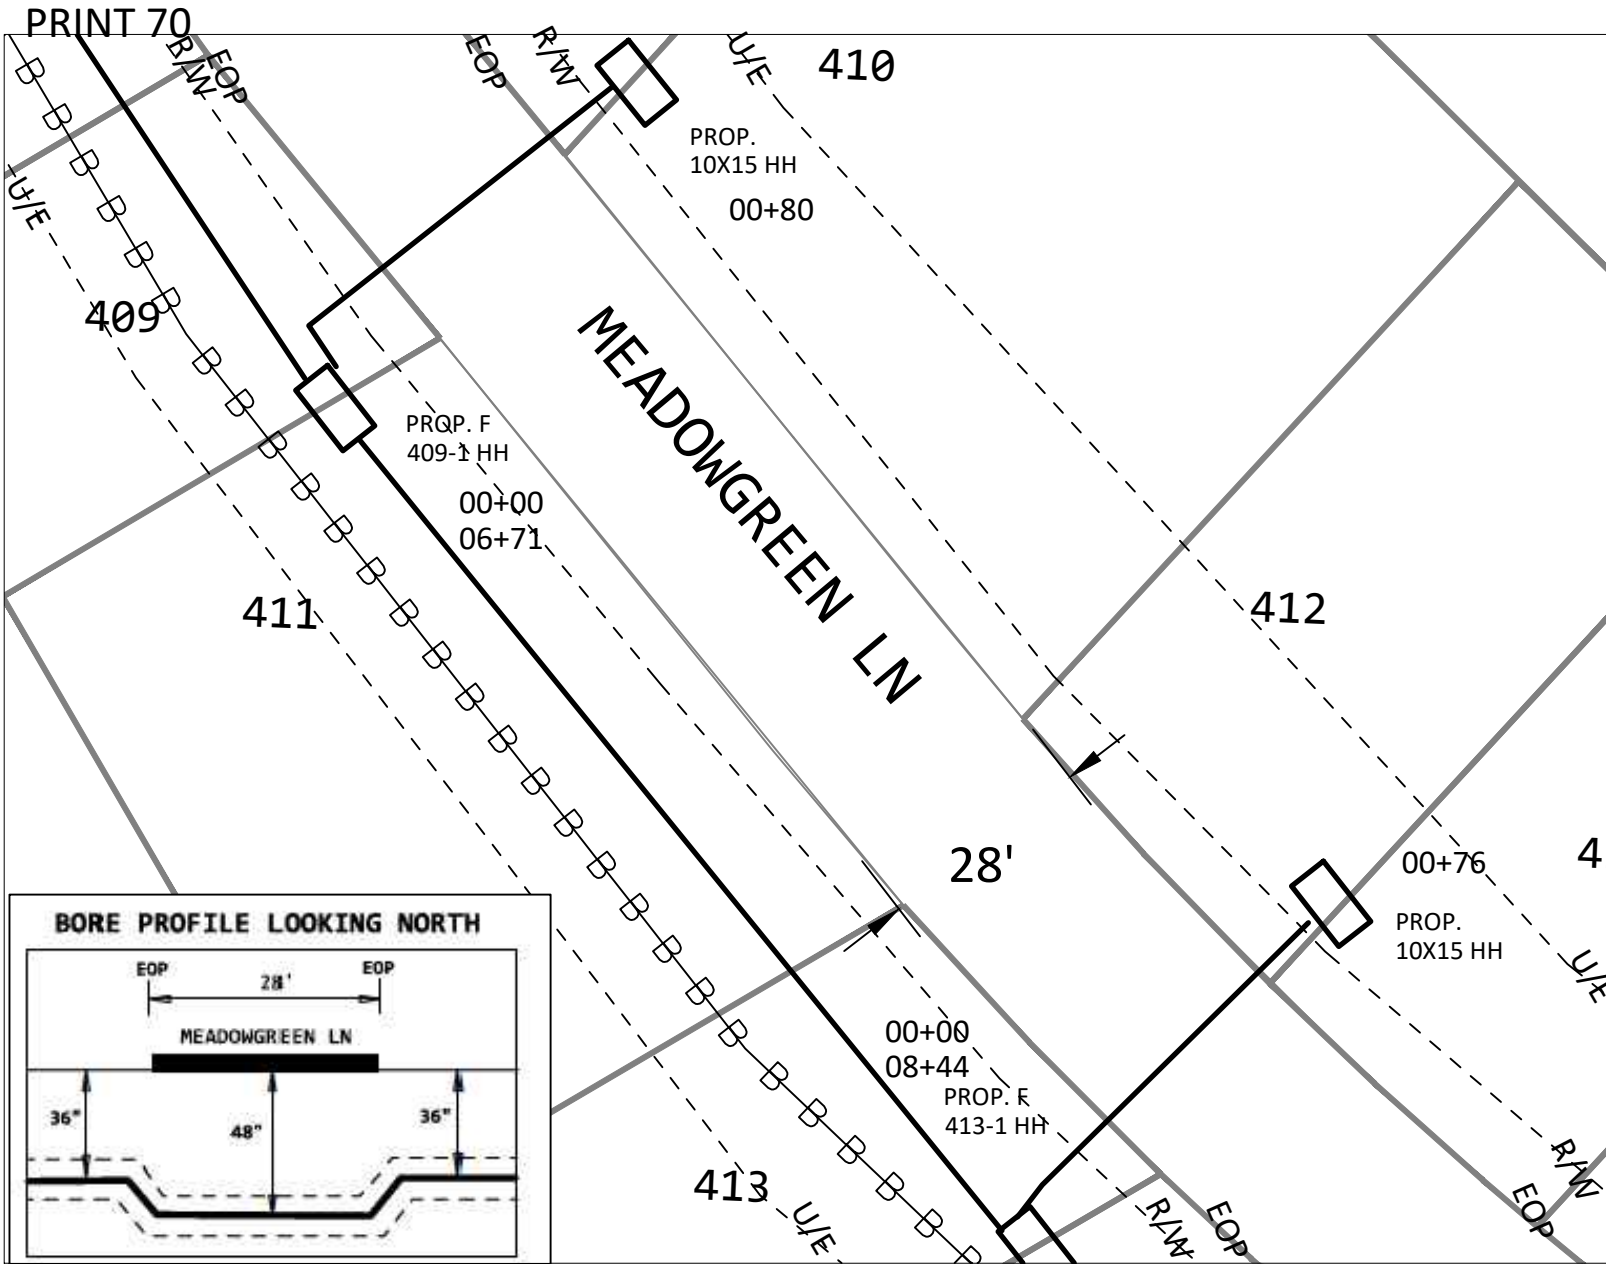 PRINT 70
R/W
EOP
EOP
R/W
U/E
410
PROP.
10X15 HH
00+80
U/E
409
MEADOWGREEN LN
PROP. F
409-1 HH
00+00
06+71
411
412
28'
00+76
4
PROP.
10X15 HH
U/E
00+00
08+44
PROP. F
413-1 HH
413
U/E
R/W
EOP
R/W
EOP
B B B B B B B B B B B B B B B B B B B B B B B B B B B B
BORE PROFILE LOOKING NORTH
EOP
EOP
28'
MEADOWGREEN LN
36"
48"
36"